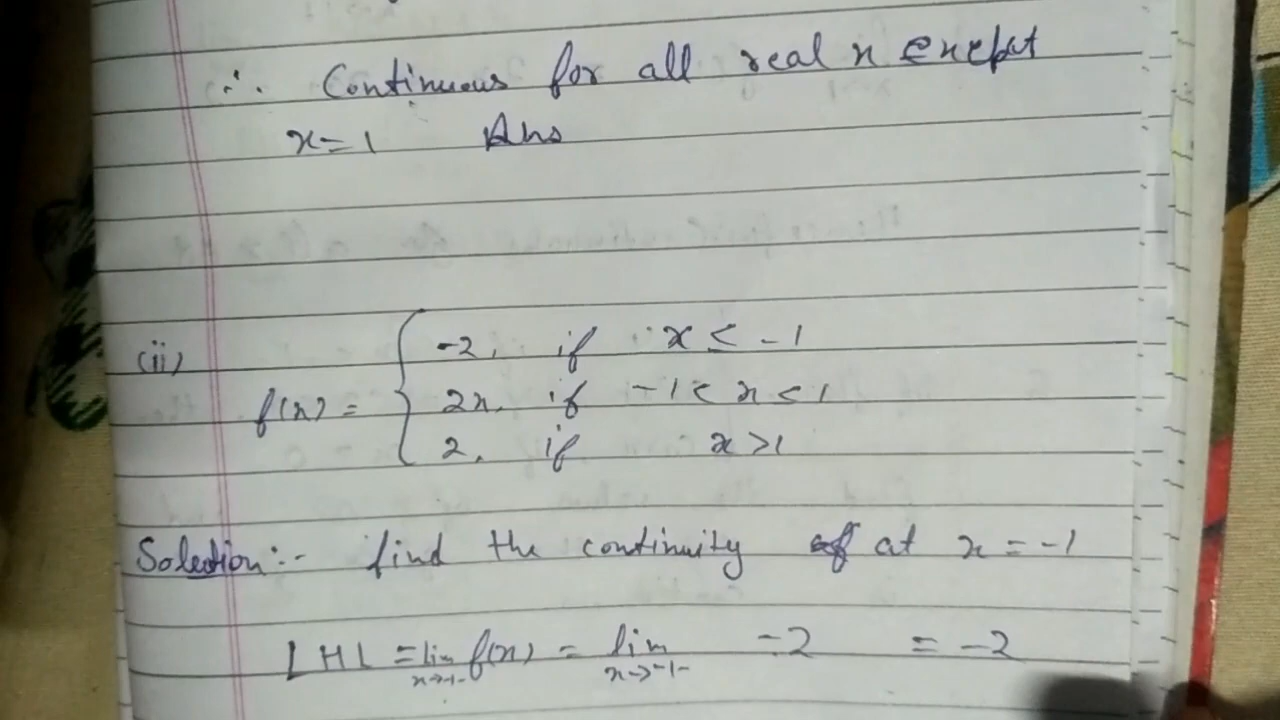 ∴ Continuous for all real x except
x=1 Ans
(ii)
f(x) = { -2, if x ≤ -1
2x, if -1 < x < 1
2, if x >1
Solution:- find the continuity of at x = -1
LHL = lim x→-1- f(x) = lim x→-1- -2 = -2